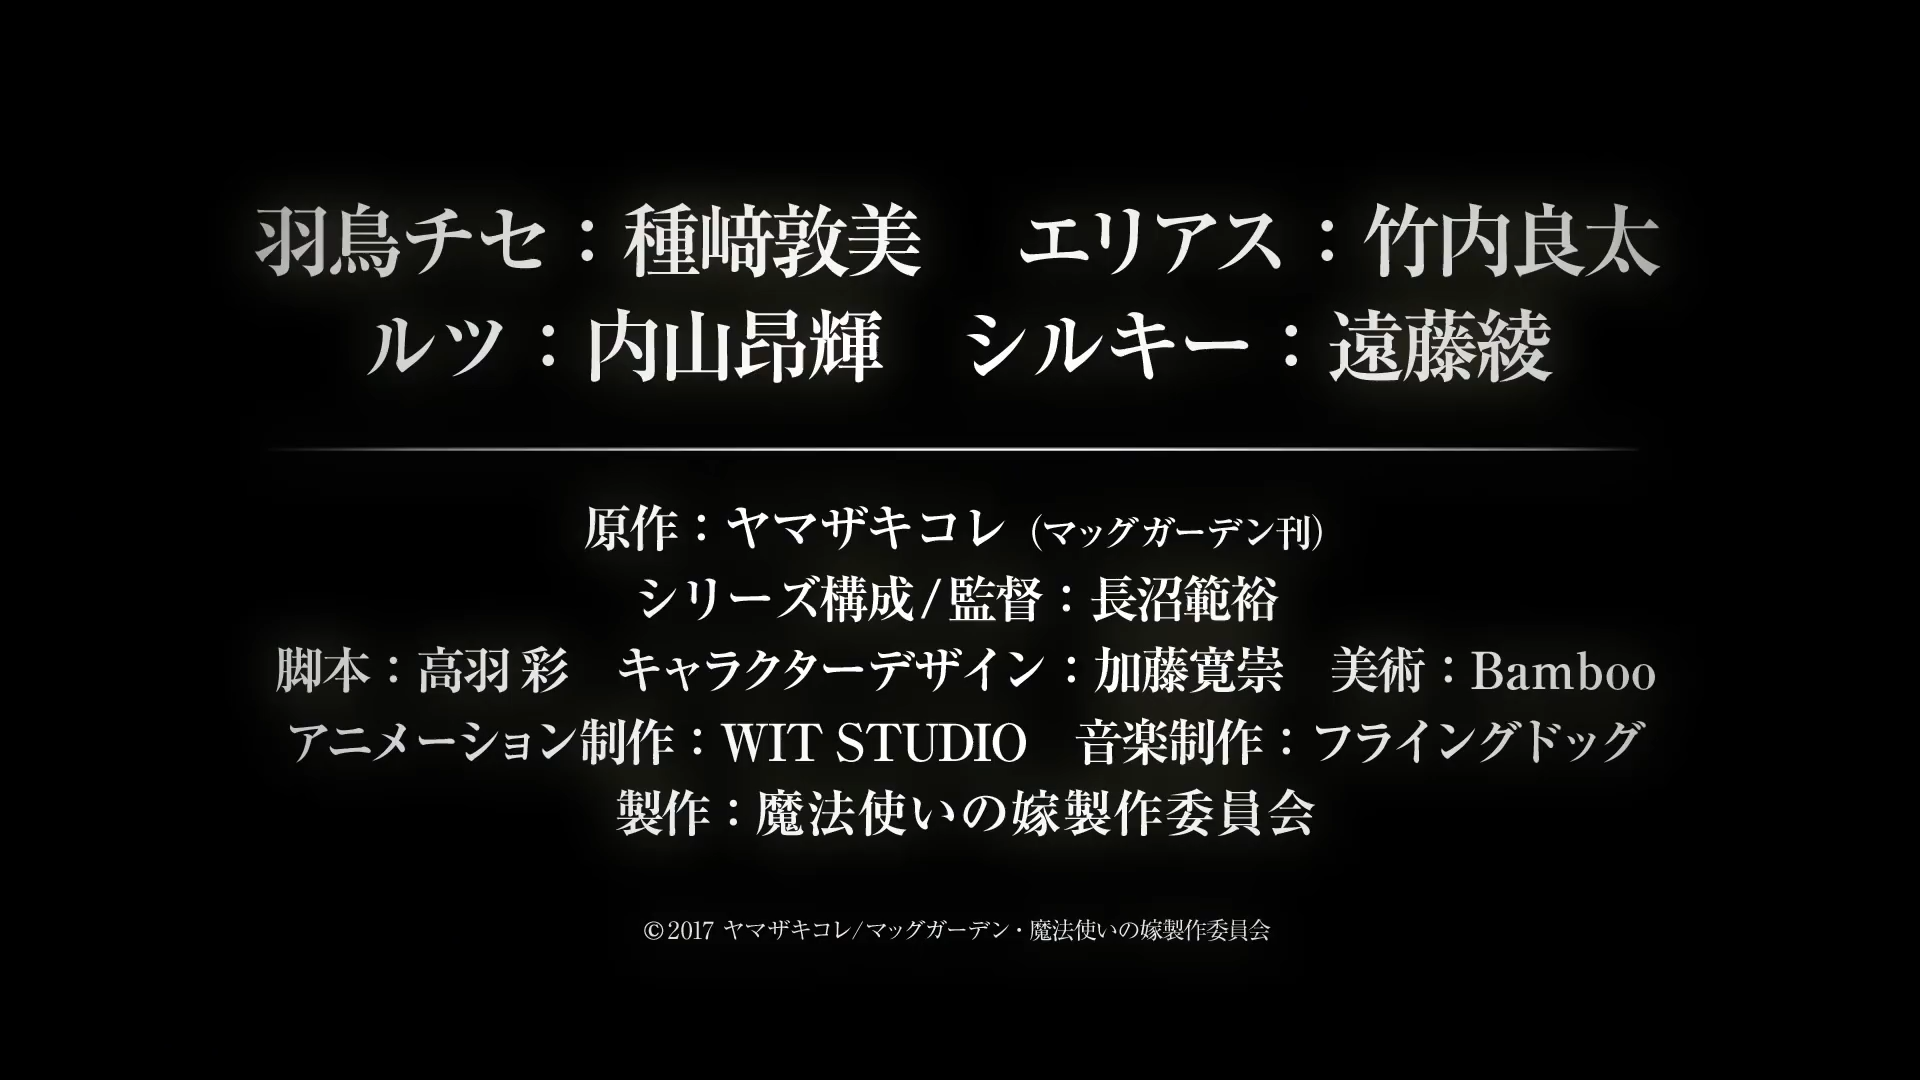 羽鳥チセ：種﨑敦美　エリアス：竹内良太
ルツ：内山昂輝　シルキー：遠藤綾
原作：ヤマザキコレ（マッグガーデン刊）
シリーズ構成/監督：長沼範裕
脚本：高羽 彩　キャラクターデザイン：加藤寛崇　美術：Bamboo
アニメーション制作：WIT STUDIO　音楽制作：フライングドッグ
製作：魔法使いの嫁製作委員会
©2017 ヤマザキコレ/マッグガーデン・魔法使いの嫁製作委員会